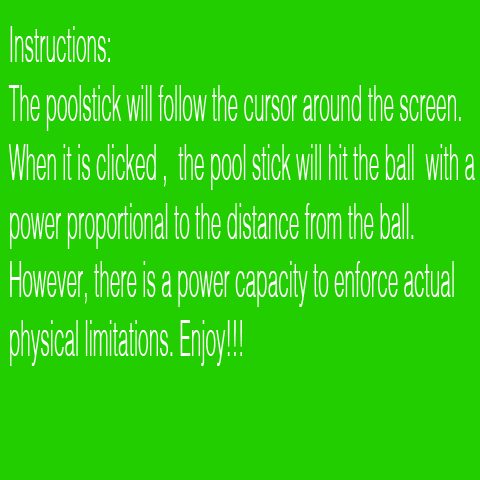 Instructions:
The poolstick will follow the cursor around the screen.
When it is clicked ,  the pool stick will hit the ball  with a
power proportional to the distance from the ball.
However, there is a power capacity to enforce actual
physical limitations. Enjoy!!!